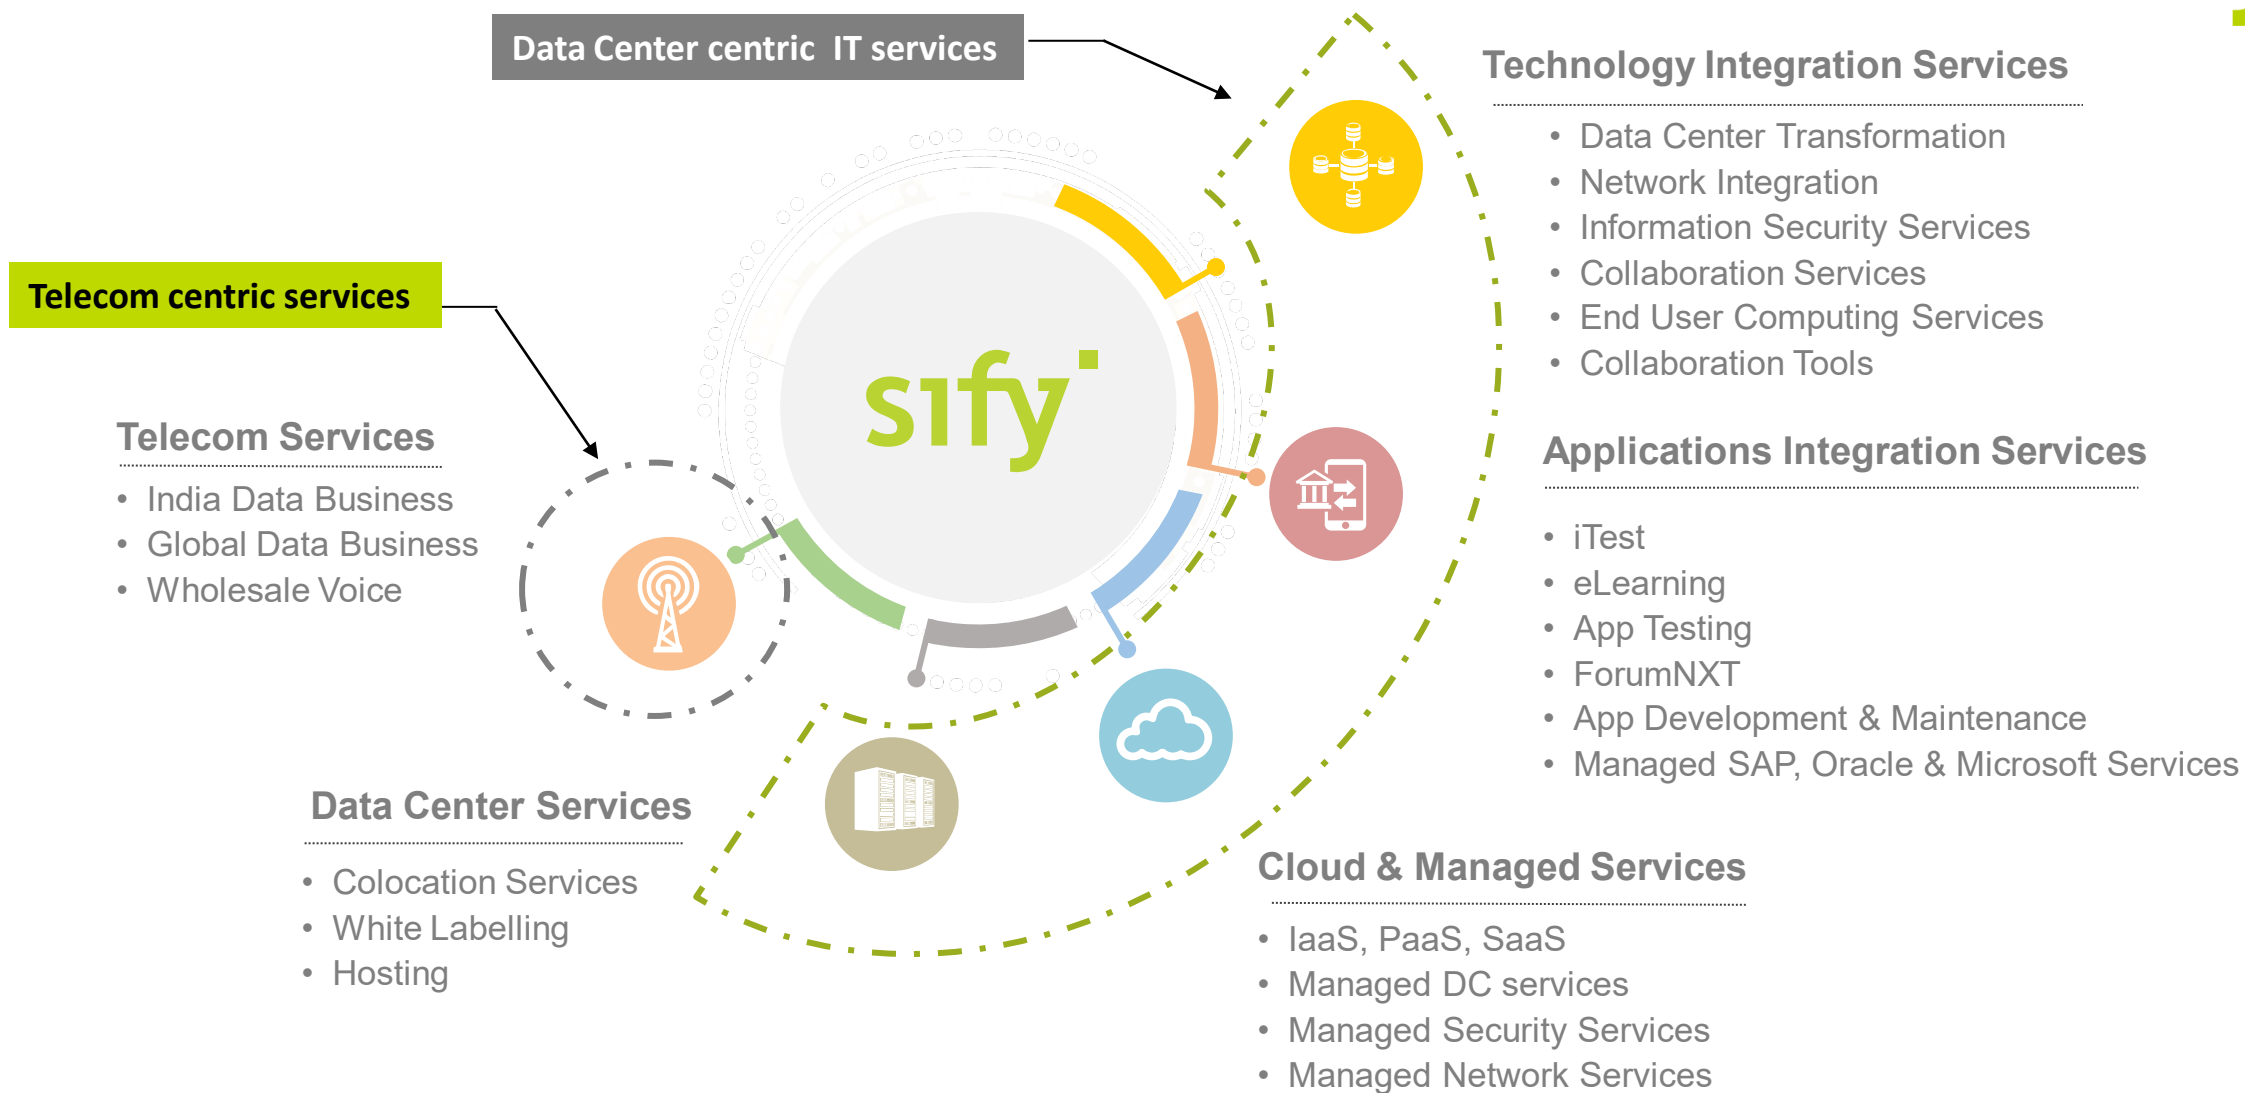 Data Center centric IT services
Technology Integration Services
• Data Center Transformation
• Network Integration
• Information Security Services
• Collaboration Services
• End User Computing Services
• Collaboration Tools
Telecom centric services
sify
Telecom Services
• India Data Business
• Global Data Business
• Wholesale Voice
Applications Integration Services
• iTest
• eLearning
• App Testing
• ForumNXT
• App Development & Maintenance
• Managed SAP, Oracle & Microsoft Services
Data Center Services
• Colocation Services
• White Labelling
• Hosting
Cloud & Managed Services
• IaaS, PaaS, SaaS
• Managed DC services
• Managed Security Services
• Managed Network Services